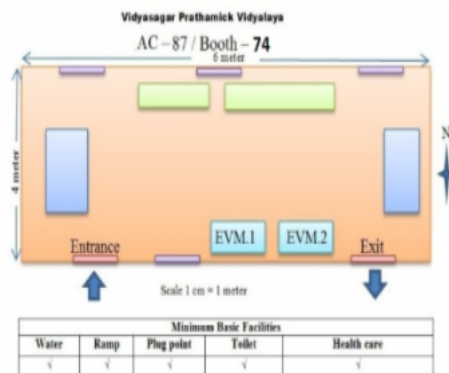 Vidyasagar Prathamick Vidyalaya
AC – 87 / Booth – 74
6 meter
4 meter
N
Entrance
EVM.1
EVM.2
Exit
Scale 1 cm = 1 meter
Minimum Basic Facilities
Water Ramp Plug point Toilet Health care
√ √ √ √ √